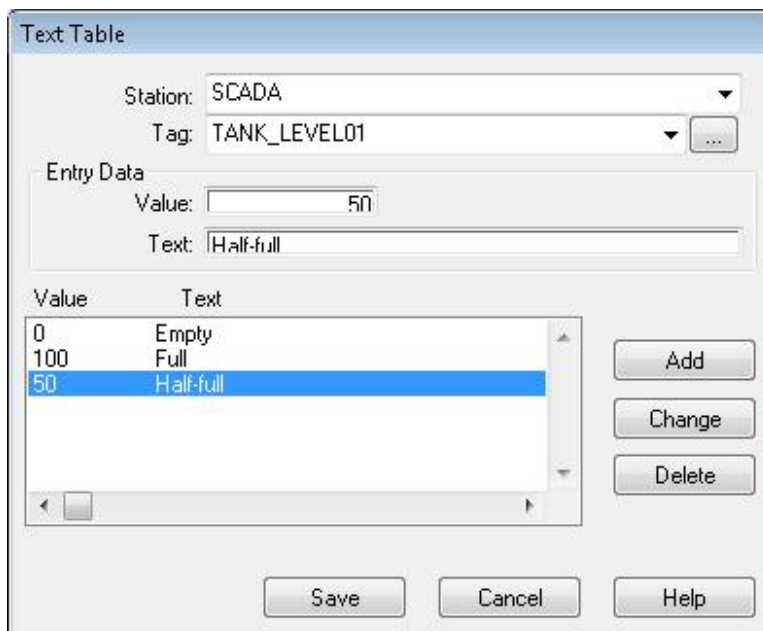 Text Table
Station: SCADA
Tag: TANK_LEVEL01 ...
Entry Data
Value: 50
Text: Half-full
Value Text
0 Empty
100 Full
50 Half-full
Add
Change
Delete
Save Cancel Help